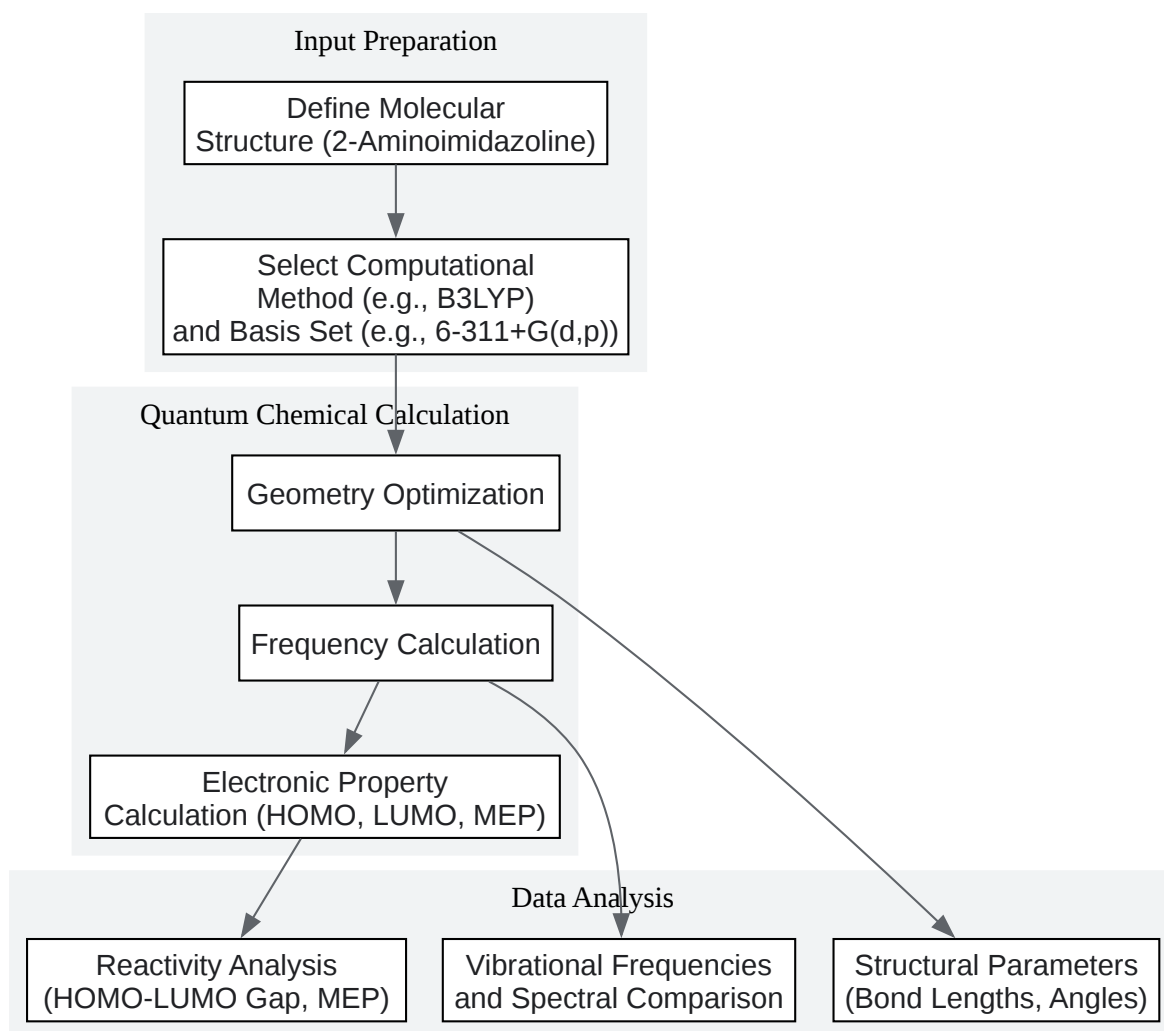 Input Preparation
Define Molecular
Structure (2-Aminoimidazoline)
Select Computational
Method (e.g., B3LYP)
and Basis Set (e.g., 6-311+G(d,p))
Quantum Chemical Calculation
Geometry Optimization
Frequency Calculation
Electronic Property
Calculation (HOMO, LUMO, MEP)
Data Analysis
Reactivity Analysis
(HOMO-LUMO Gap, MEP)
Vibrational Frequencies
and Spectral Comparison
Structural Parameters
(Bond Lengths, Angles)